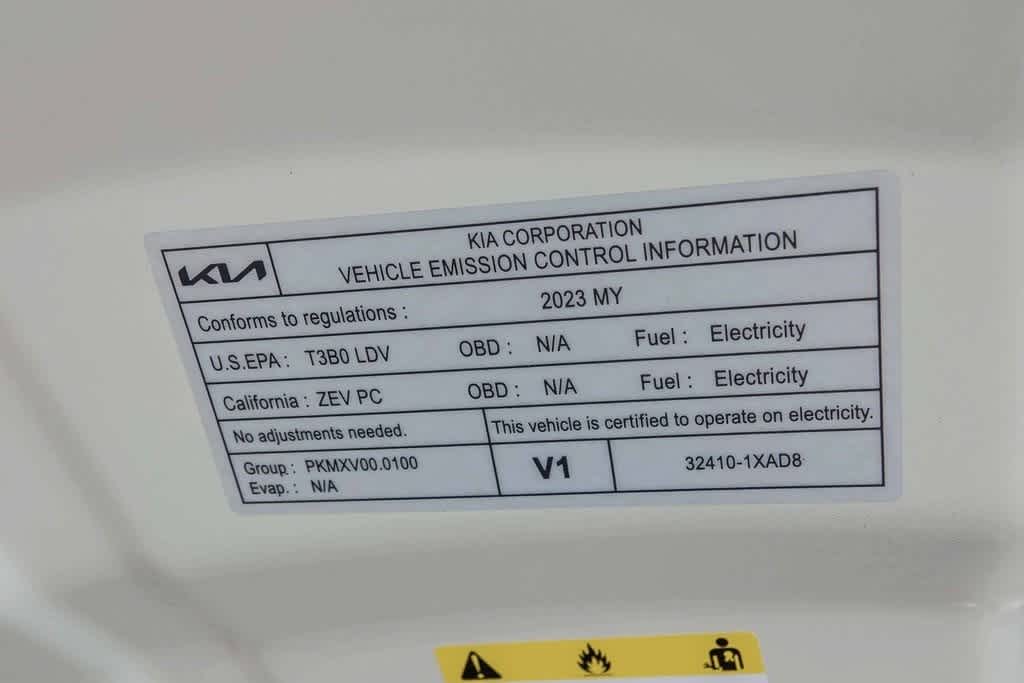 KIA
KIA CORPORATION
VEHICLE EMISSION CONTROL INFORMATION
Conforms to regulations : 2023 MY
U.S.EPA : T3B0 LDV OBD : N/A Fuel : Electricity
California : ZEV PC OBD : N/A Fuel : Electricity
No adjustments needed. This vehicle is certified to operate on electricity.
Group : PKMXV00.0100 V1 32410-1XAD8
Evap. : N/A